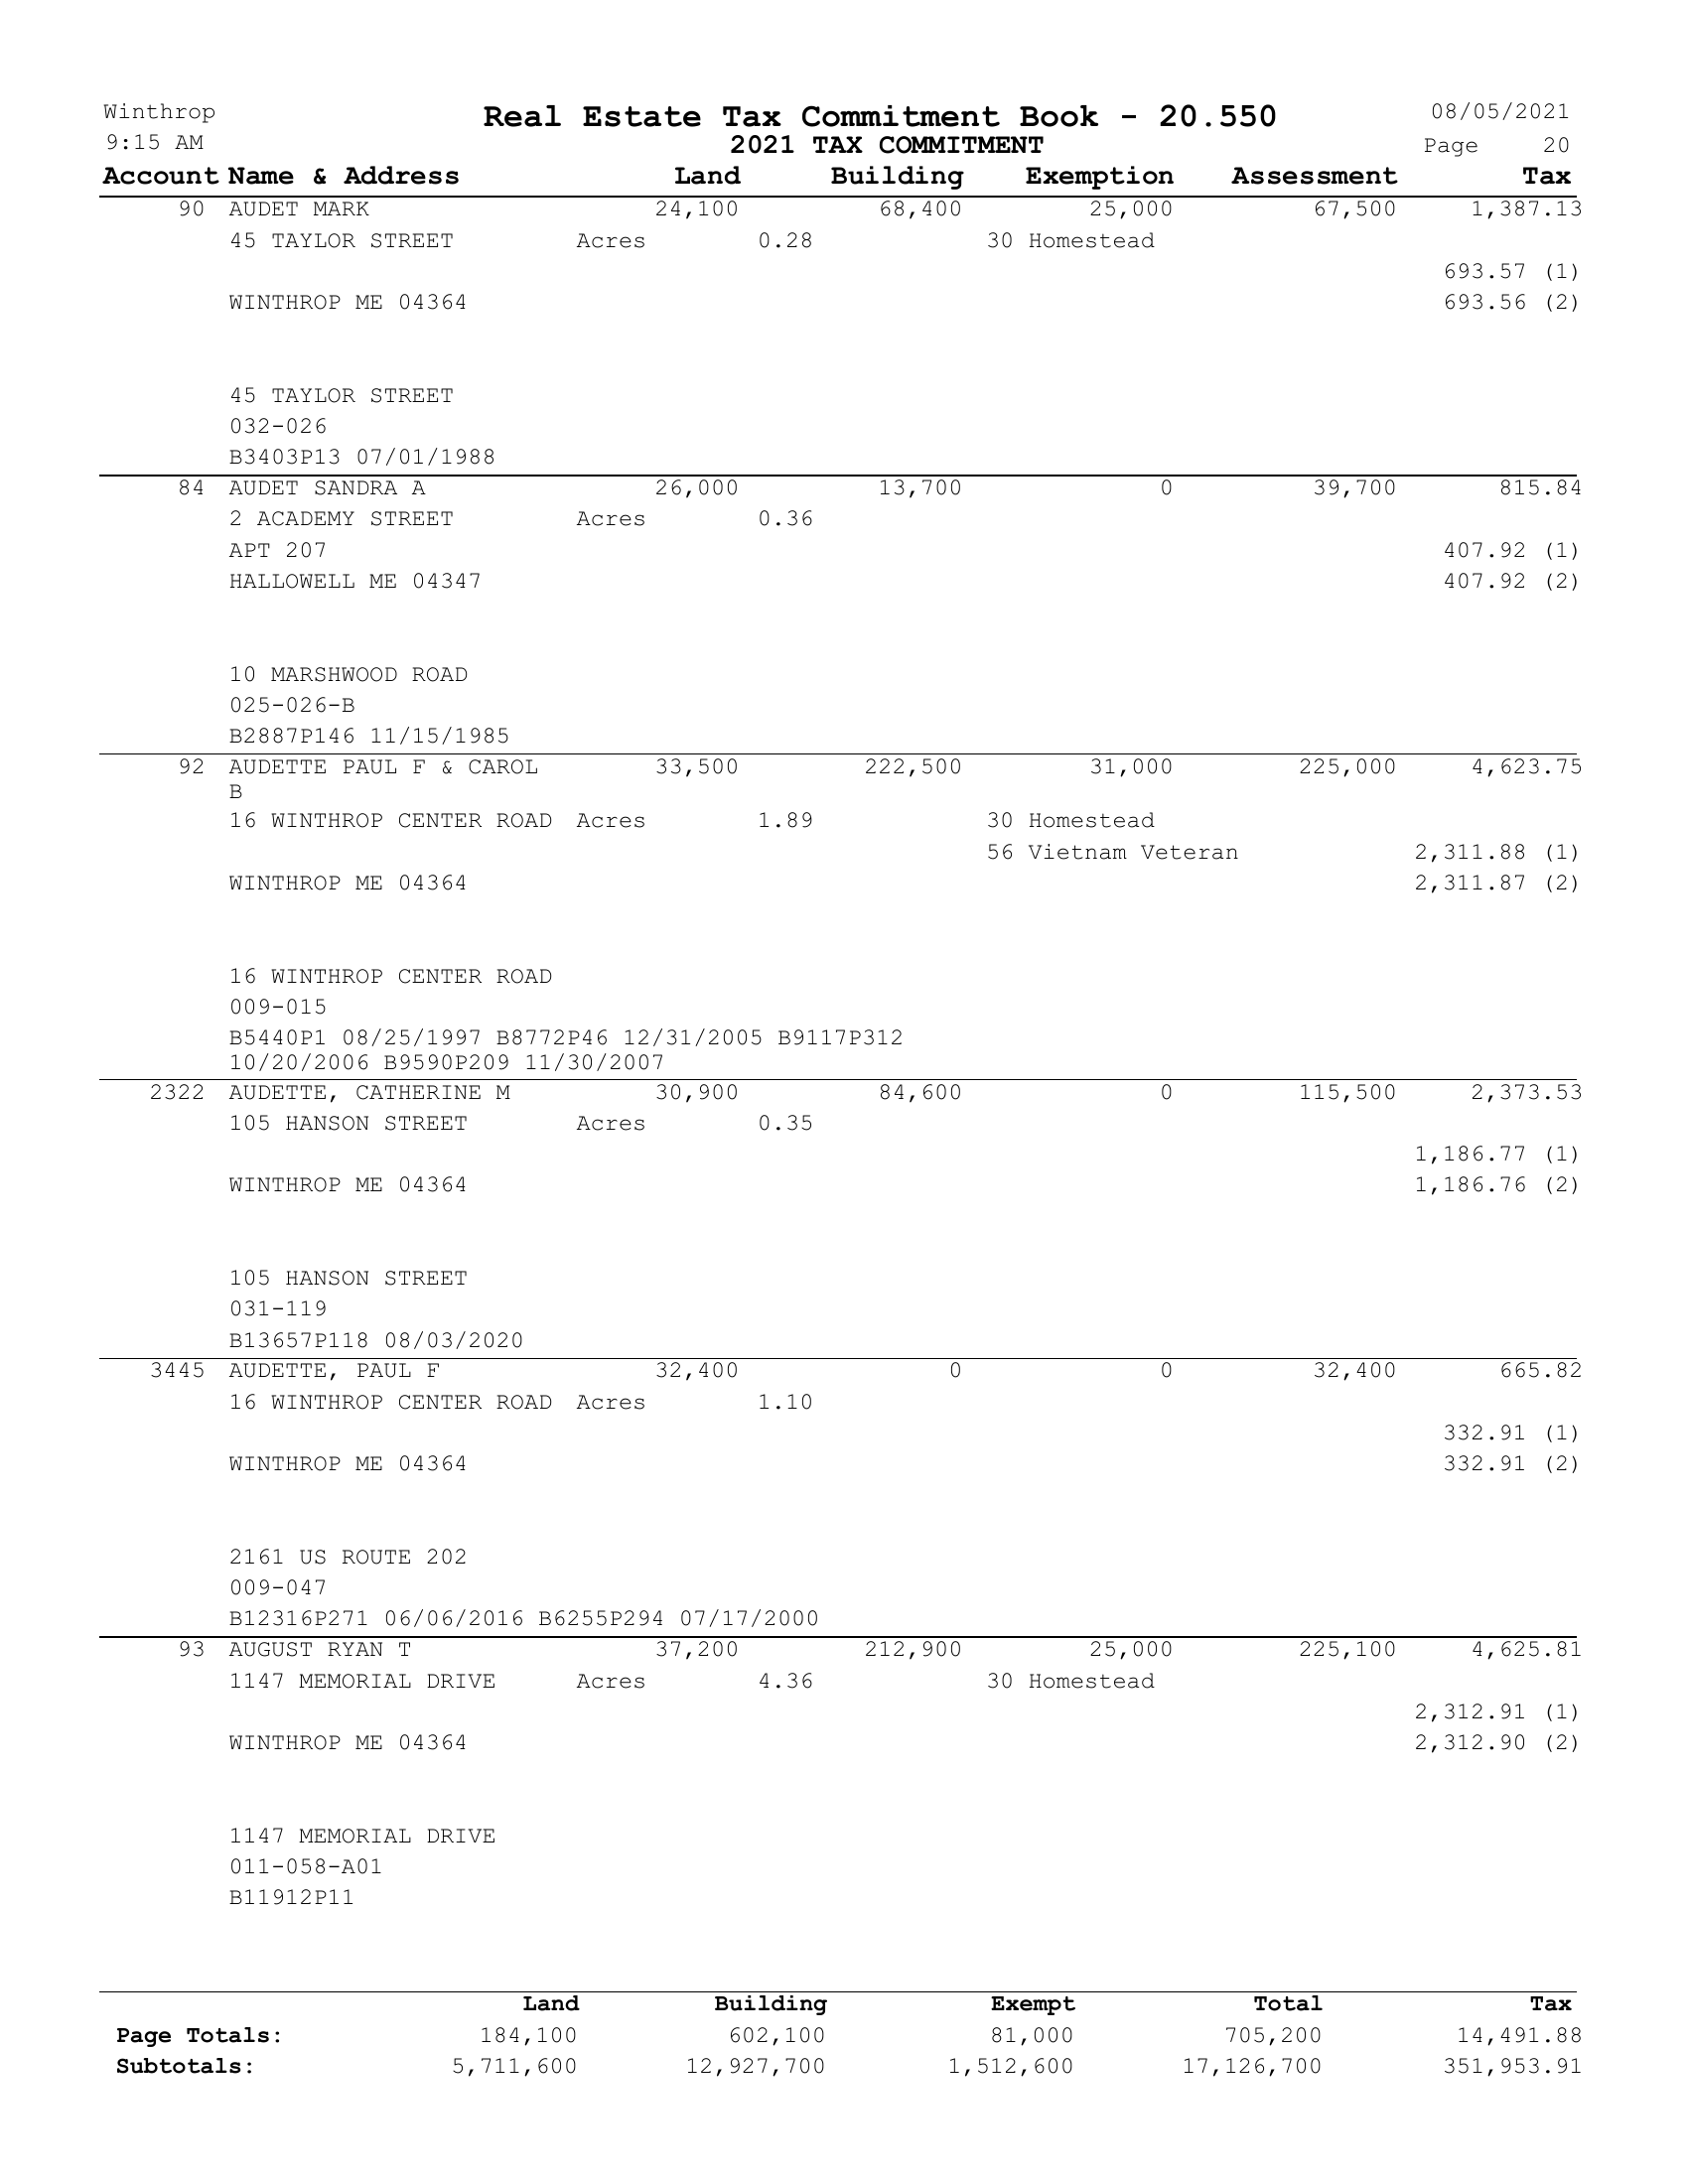 Winthrop Real Estate Tax Commitment Book - 20.550 08/05/2021
9:15 AM 2021 TAX COMMITMENT Page 20
Account Name & Address Land Building Exemption Assessment Tax
90 AUDET MARK 24,100 68,400 25,000 67,500 1,387.13
45 TAYLOR STREET Acres 0.28 30 Homestead
693.57 (1)
WINTHROP ME 04364 693.56 (2)
45 TAYLOR STREET
032-026
B3403P13 07/01/1988
84 AUDET SANDRA A 26,000 13,700 0 39,700 815.84
2 ACADEMY STREET Acres 0.36
APT 207 407.92 (1)
HALLOWELL ME 04347 407.92 (2)
10 MARSHWOOD ROAD
025-026-B
B2887P146 11/15/1985
92 AUDETTE PAUL F & CAROL 33,500 222,500 31,000 225,000 4,623.75
B
16 WINTHROP CENTER ROAD Acres 1.89 30 Homestead
56 Vietnam Veteran 2,311.88 (1)
WINTHROP ME 04364 2,311.87 (2)
16 WINTHROP CENTER ROAD
009-015
B5440P1 08/25/1997 B8772P46 12/31/2005 B9117P312
10/20/2006 B9590P209 11/30/2007
2322 AUDETTE, CATHERINE M 30,900 84,600 0 115,500 2,373.53
105 HANSON STREET Acres 0.35
1,186.77 (1)
WINTHROP ME 04364 1,186.76 (2)
105 HANSON STREET
031-119
B13657P118 08/03/2020
3445 AUDETTE, PAUL F 32,400 0 0 32,400 665.82
16 WINTHROP CENTER ROAD Acres 1.10
332.91 (1)
WINTHROP ME 04364 332.91 (2)
2161 US ROUTE 202
009-047
B12316P271 06/06/2016 B6255P294 07/17/2000
93 AUGUST RYAN T 37,200 212,900 25,000 225,100 4,625.81
1147 MEMORIAL DRIVE Acres 4.36 30 Homestead
2,312.91 (1)
WINTHROP ME 04364 2,312.90 (2)
1147 MEMORIAL DRIVE
011-058-A01
B11912P11
Land Building Exempt Total Tax
Page Totals: 184,100 602,100 81,000 705,200 14,491.88
Subtotals: 5,711,600 12,927,700 1,512,600 17,126,700 351,953.91